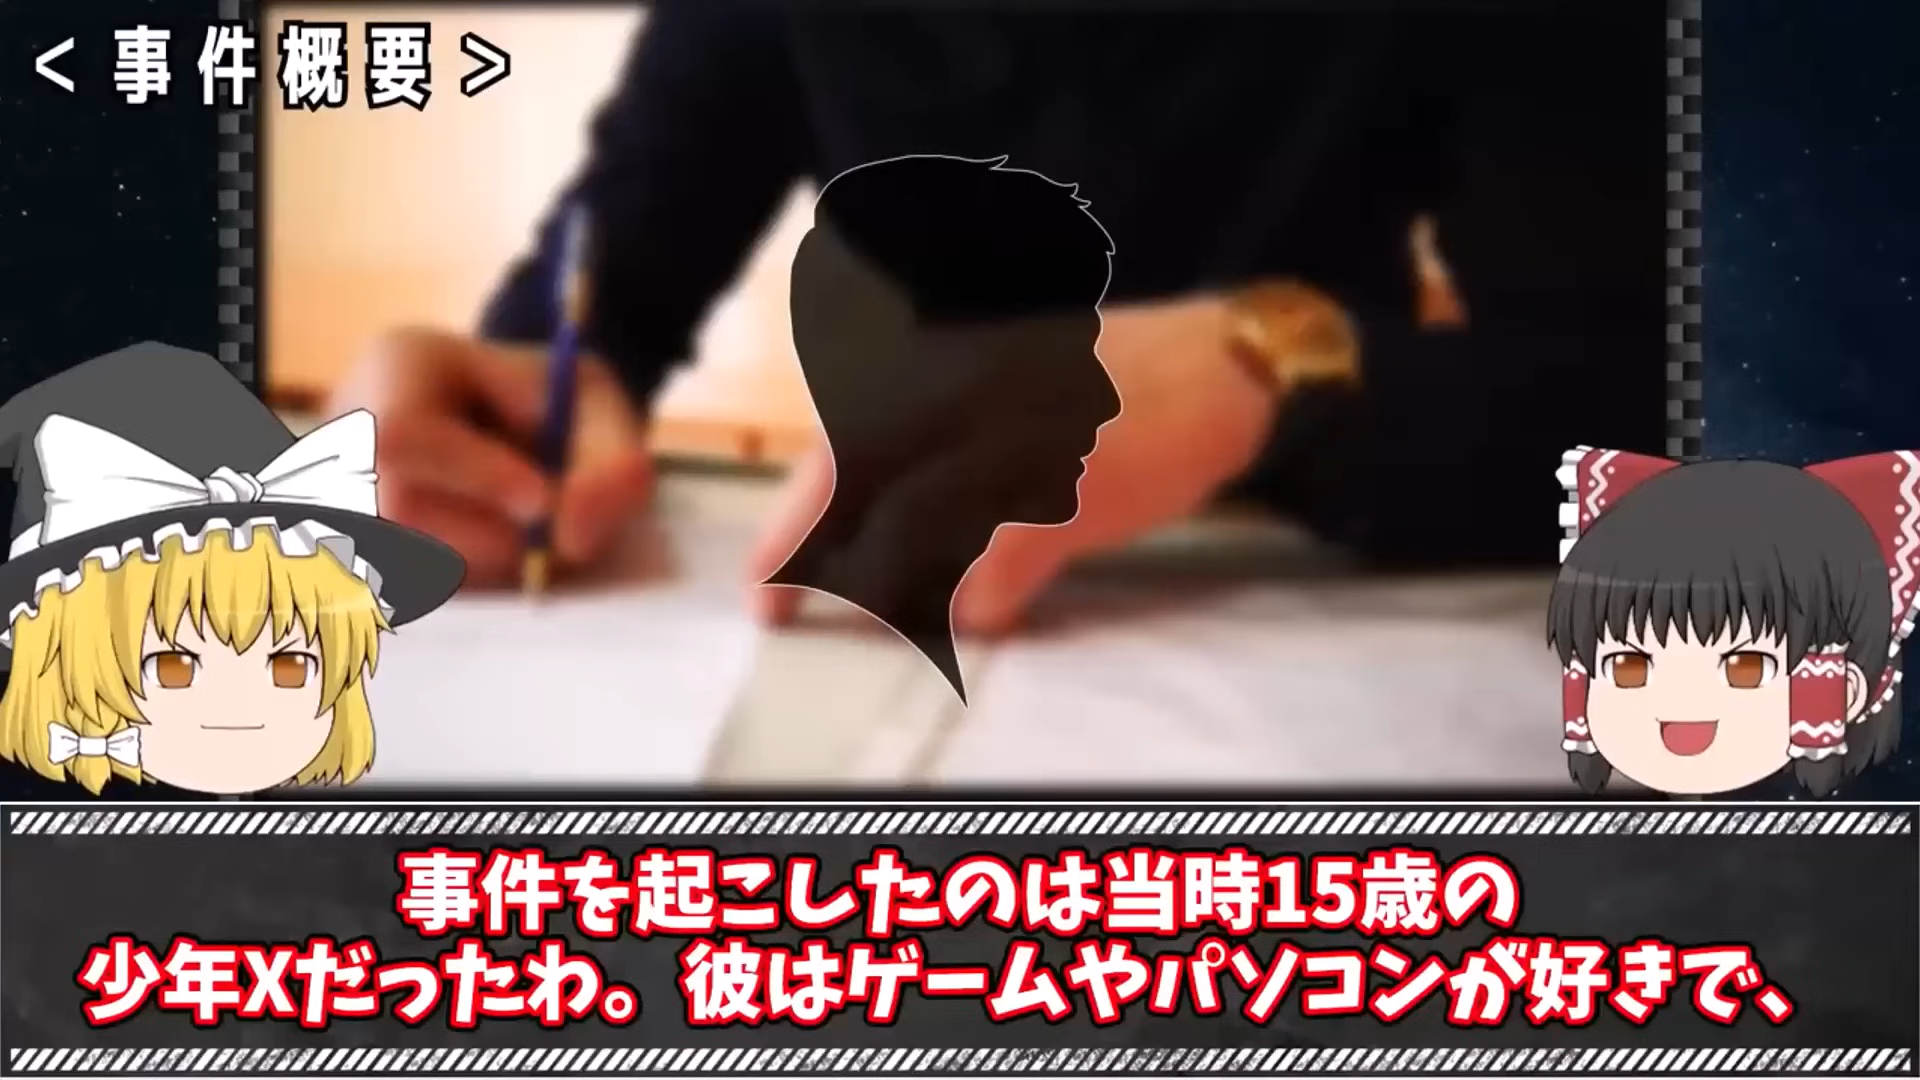 ＜事件概要＞
事件を起こしたのは当時15歳の
少年Xだったわ。彼はゲームやパソコンが好きで、